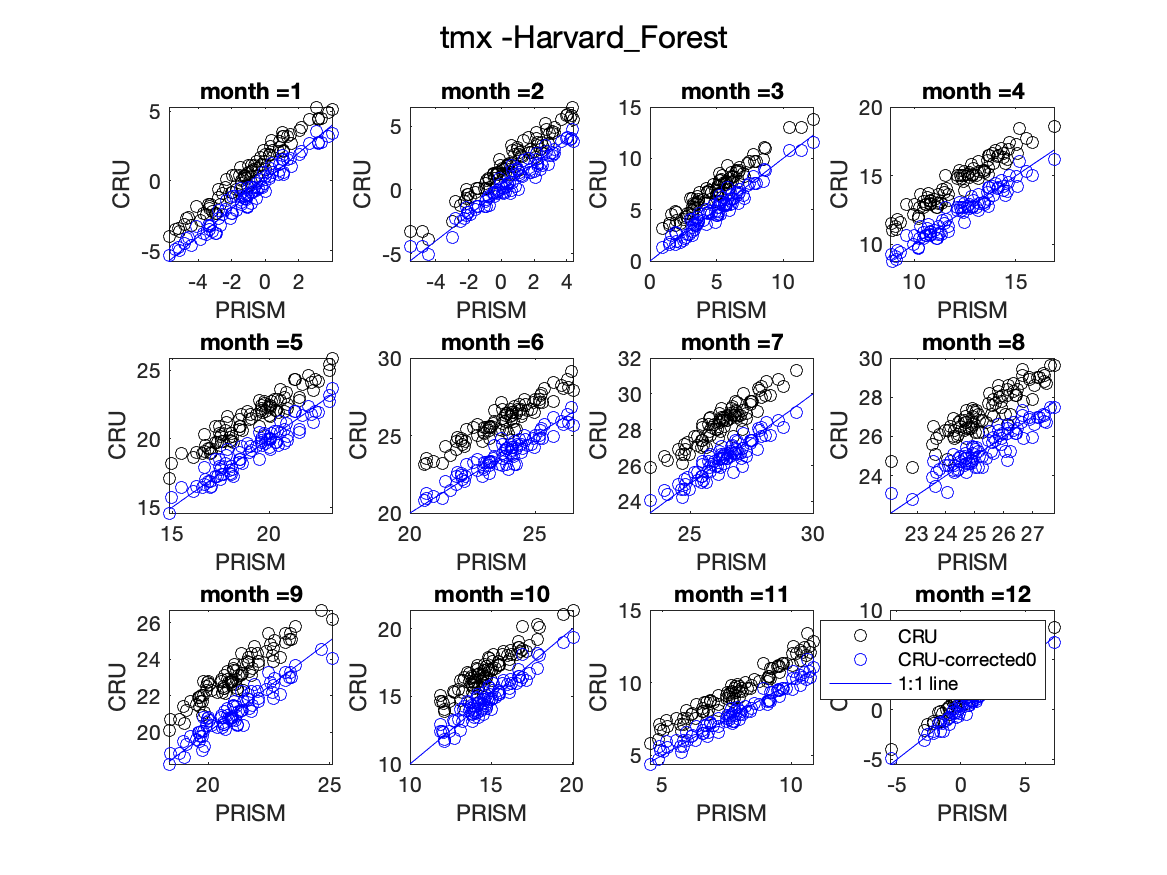 tmx -Harvard_Forest
month =1
5
0
-5
CRU
-4 -2 0 2
PRISM
month =2
5
0
-5
CRU
-4 -2 0 2 4
PRISM
month =3
15
10
5
0
CRU
0 5 10
PRISM
month =4
20
15
10
CRU
10 15
PRISM
month =5
25
20
15
CRU
15 20
PRISM
month =6
30
25
20
CRU
20 25
PRISM
month =7
32
30
28
26
24
CRU
25 30
PRISM
month =8
30
28
26
24
CRU
23 24 25 26 27
PRISM
month =9
26
24
22
20
CRU
20 25
PRISM
month =10
20
15
10
CRU
10 15 20
PRISM
month =11
15
10
5
CRU
5 10
PRISM
month =12
10
0
-5
-5 0 5
PRISM
CRU
CRU-corrected0
1:1 line